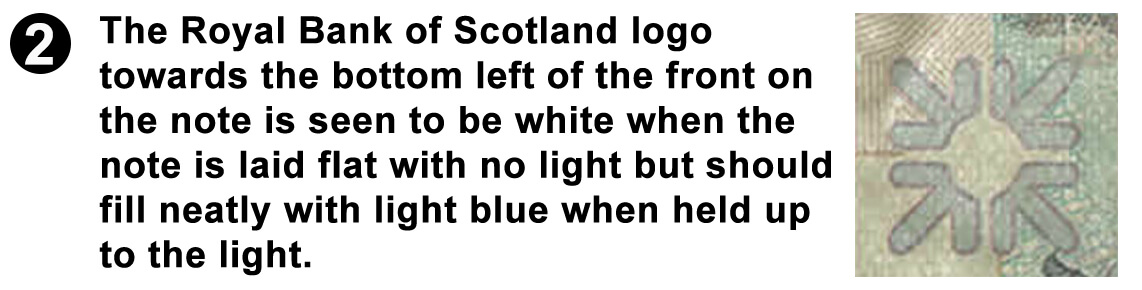 2 The Royal Bank of Scotland logo
towards the bottom left of the front on
the note is seen to be white when the
note is laid flat with no light but should
fill neatly with light blue when held up
to the light.